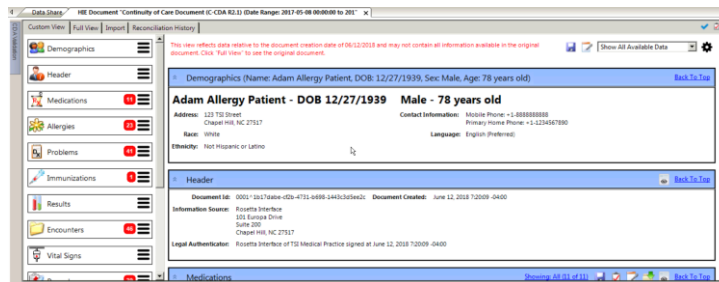 Data Share
HIE Document "Continuity of Care Document (C-CDA R2.1) (Date Range: 2017-05-08 00:00:00 to 201"
x
Custom View
Full View
Import
Reconciliation History
CDA Validation
This view reflects data relative to the document creation date of 06/12/2018 and may not contain all information available in the original
document. Click "Full View" to see the original document.
Show All Available Data
Demographics
Header
Medications
11
Allergies
23
Problems
41
Immunizations
1
Results
Encounters
46
Vital Signs
Demographics (Name: Adam Allergy Patient, DOB: 12/27/1939, Sex: Male, Age: 78 years old)
Back To Top
Adam Allergy Patient - DOB 12/27/1939 Male - 78 years old
Address: 123 TSI Street
Chapel Hill, NC 27517
Race: White
Ethnicity: Not Hispanic or Latino
Contact Information: Mobile Phone: +1-8888888888
Primary Home Phone: +1-1234567890
Language: English (Preferred)
Header
Back To Top
Document Created: June 12, 2018 7:20:09 -04:00
Document Id:
Information Source: Rosetta Interface
101 Europa Drive
Suite 200
Chapel Hill, NC 27517
Legal Authenticator: Rosetta Interface of TSI Medical Practice signed at June 12, 2018 7:20:09 -04:00
Medications
Showing: All (11 of 11)
Back To Top